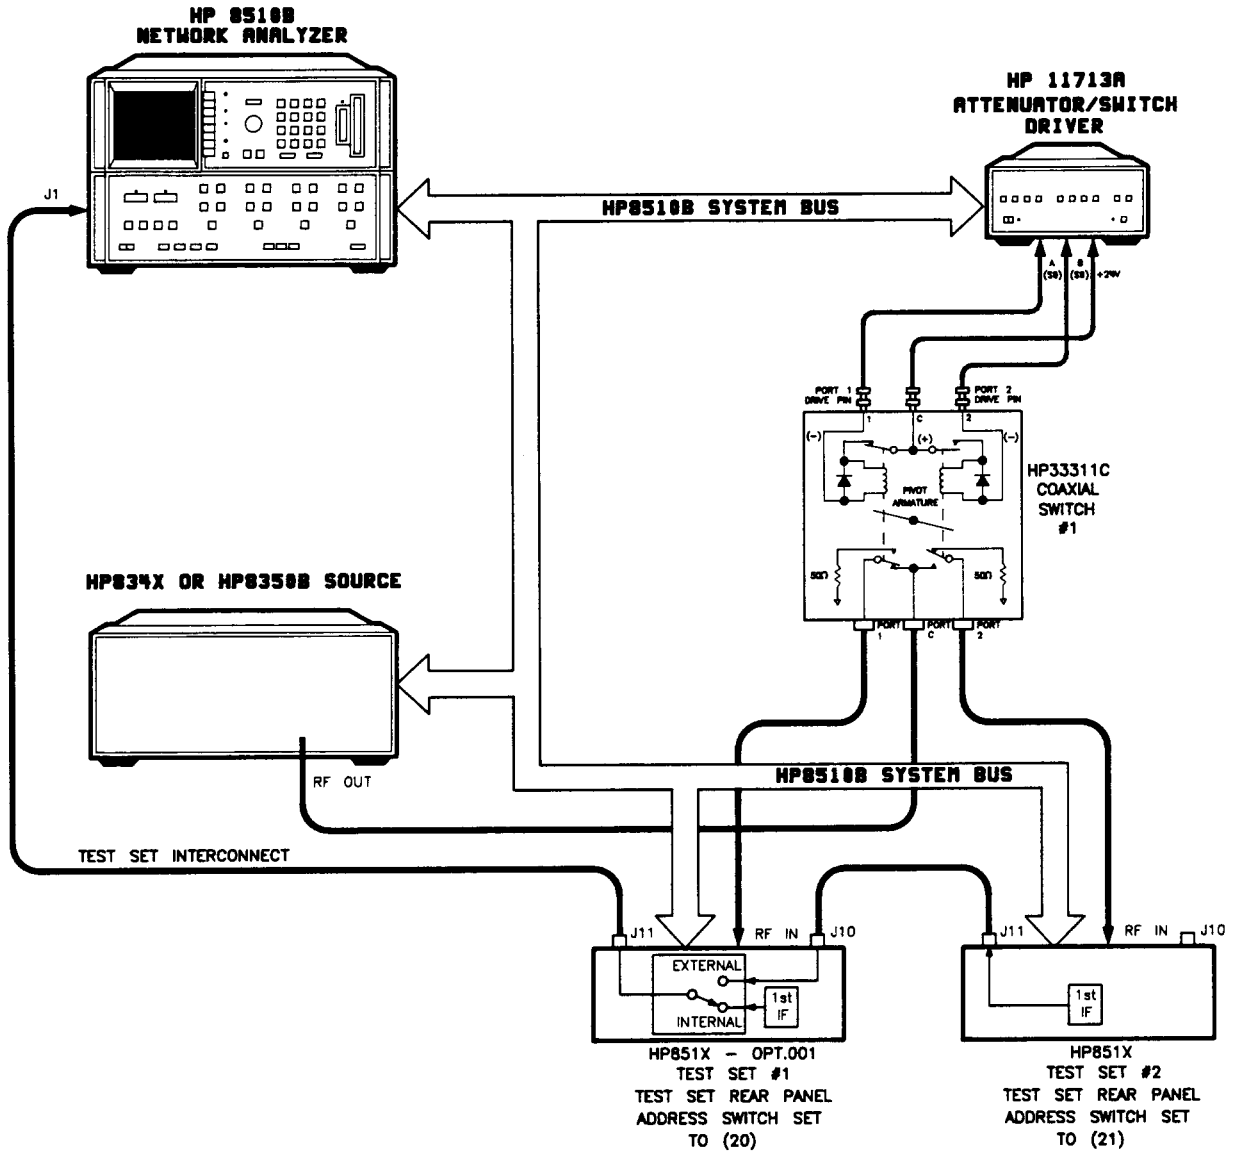 HP 8510B
NETWORK ANALYZER
HP 11713A
ATTENUATOR/SWITCH
DRIVER
J1
HP8510B SYSTEM BUS
A
(S9)
B
(S9)
+24V
PORT 1
DRIVE PIN
PORT 2
DRIVE PIN
1
C
2
(-)
(+)
(-)
PIVOT
ARMATURE
HP33311C
COAXIAL
SWITCH
#1
50Ω
50Ω
PORT
1
PORT
C
PORT
2
HP834X OR HP8350B SOURCE
RF OUT
HP8510B SYSTEM BUS
TEST SET INTERCONNECT
J11
RF IN
J10
J11
RF IN
J10
EXTERNAL
INTERNAL
1st
IF
1st
IF
HP851X - OPT.001
TEST SET #1
TEST SET REAR PANEL
ADDRESS SWITCH SET
TO (20)
HP851X
TEST SET #2
TEST SET REAR PANEL
ADDRESS SWITCH SET
TO (21)